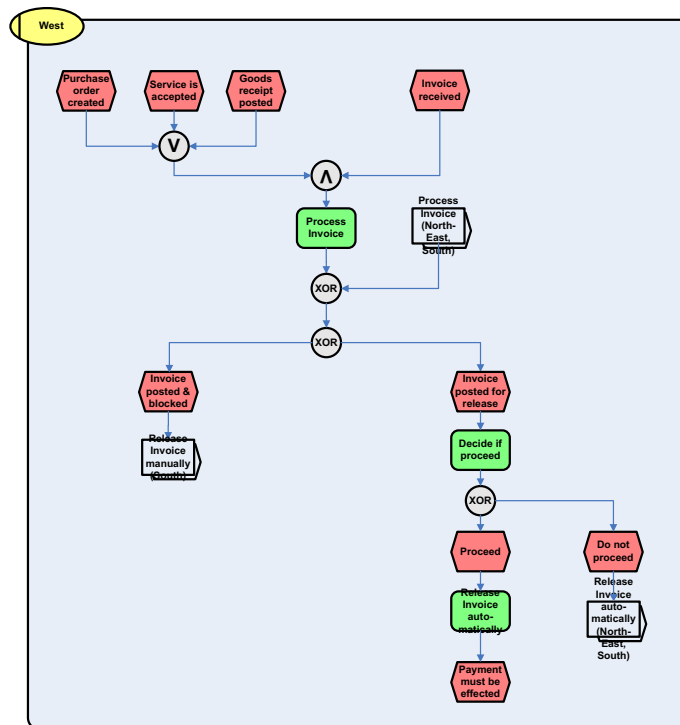 West
Purchase
order
created
Service is
accepted
Goods
receipt
posted
Invoice
received
V
Λ
Process
Invoice
Process
Invoice
(North-
East,
South)
XOR
XOR
Invoice
posted &
blocked
Invoice
posted for
release
Release
Invoice
manually
(South)
Decide if
proceed
XOR
Proceed
Do not
proceed
Release
Invoice
auto-
matically
Release
Invoice
auto-
matically
(North-
East,
South)
Payment
must be
effected